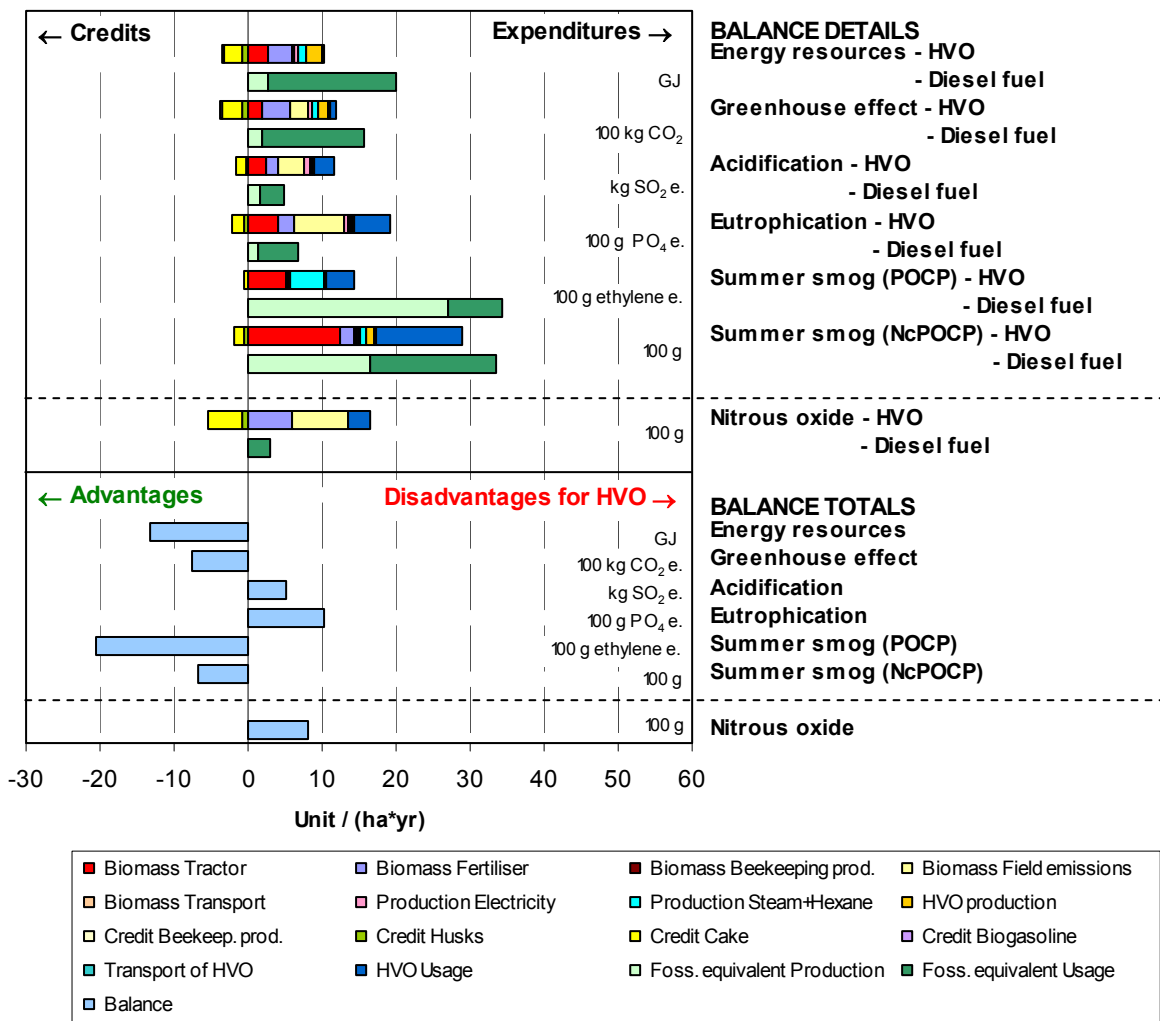 ← Credits Expenditures → BALANCE DETAILS
Energy resources - HVO
GJ - Diesel fuel
Greenhouse effect - HVO
100 kg CO₂ - Diesel fuel
Acidification - HVO
kg SO₂ e. - Diesel fuel
Eutrophication - HVO
100 g PO₄ e. - Diesel fuel
Summer smog (POCP) - HVO
100 g ethylene e. - Diesel fuel
Summer smog (NcPOCP) - HVO
100 g - Diesel fuel
Nitrous oxide - HVO
100 g - Diesel fuel
← Advantages Disadvantages for HVO → BALANCE TOTALS
GJ Energy resources
100 kg CO₂ e. Greenhouse effect
kg SO₂ e. Acidification
100 g PO₄ e. Eutrophication
100 g ethylene e. Summer smog (POCP)
100 g Summer smog (NcPOCP)
100 g Nitrous oxide
-30 -20 -10 0 10 20 30 40 50 60
Unit / (ha*yr)
Biomass Tractor Biomass Fertiliser Biomass Beekeeping prod. Biomass Field emissions
Biomass Transport Production Electricity Production Steam+Hexane HVO production
Credit Beekeep. prod. Credit Husks Credit Cake Credit Biogasoline
Transport of HVO HVO Usage Foss. equivalent Production Foss. equivalent Usage
Balance